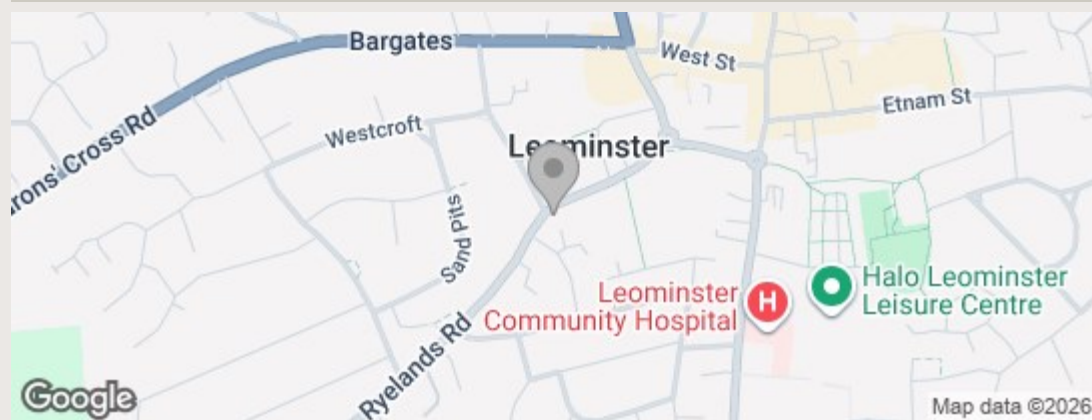 Bargates
West St
Etnam St
Westcroft
rons' Cross Rd
Leominster
Sand Pits
Halo Leominster
Leisure Centre
Leominster
Community Hospital
H
Ryelands Rd
Google
Map data ©2026